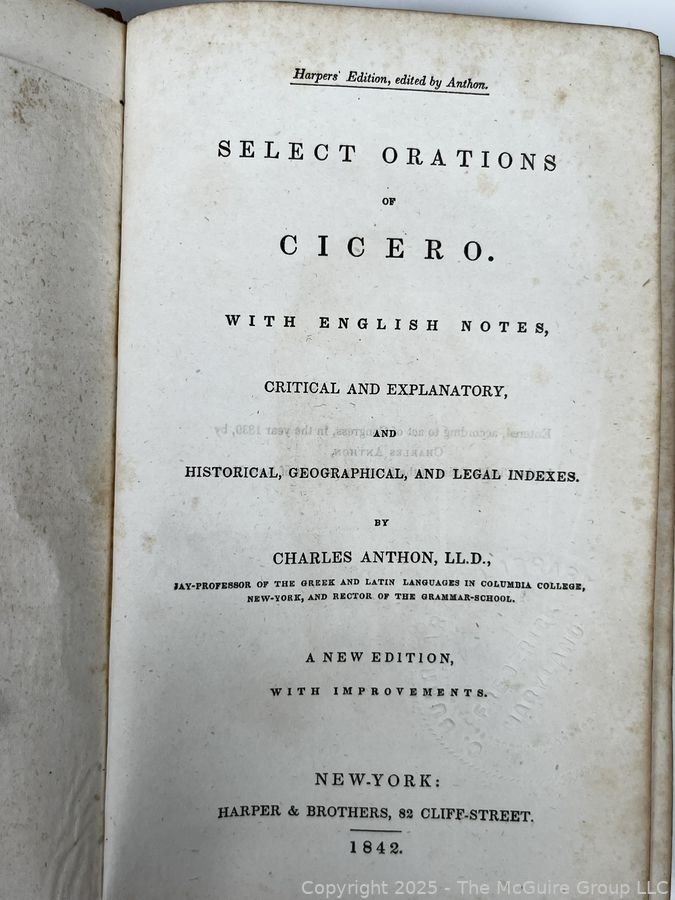 Harpers' Edition, edited by Anthon.
SELECT ORATIONS
OF
CICERO.
WITH ENGLISH NOTES,
CRITICAL AND EXPLANATORY,
AND
HISTORICAL, GEOGRAPHICAL, AND LEGAL INDEXES.
BY
CHARLES ANTHON, LL.D.,
JAY-PROFESSOR OF THE GREEK AND LATIN LANGUAGES IN COLUMBIA COLLEGE,
NEW-YORK, AND RECTOR OF THE GRAMMAR-SCHOOL.
A NEW EDITION,
WITH IMPROVEMENTS.
NEW-YORK:
HARPER & BROTHERS, 82 CLIFF-STREET.
1842.
Copyright 2025 - The McGuire Group LLC